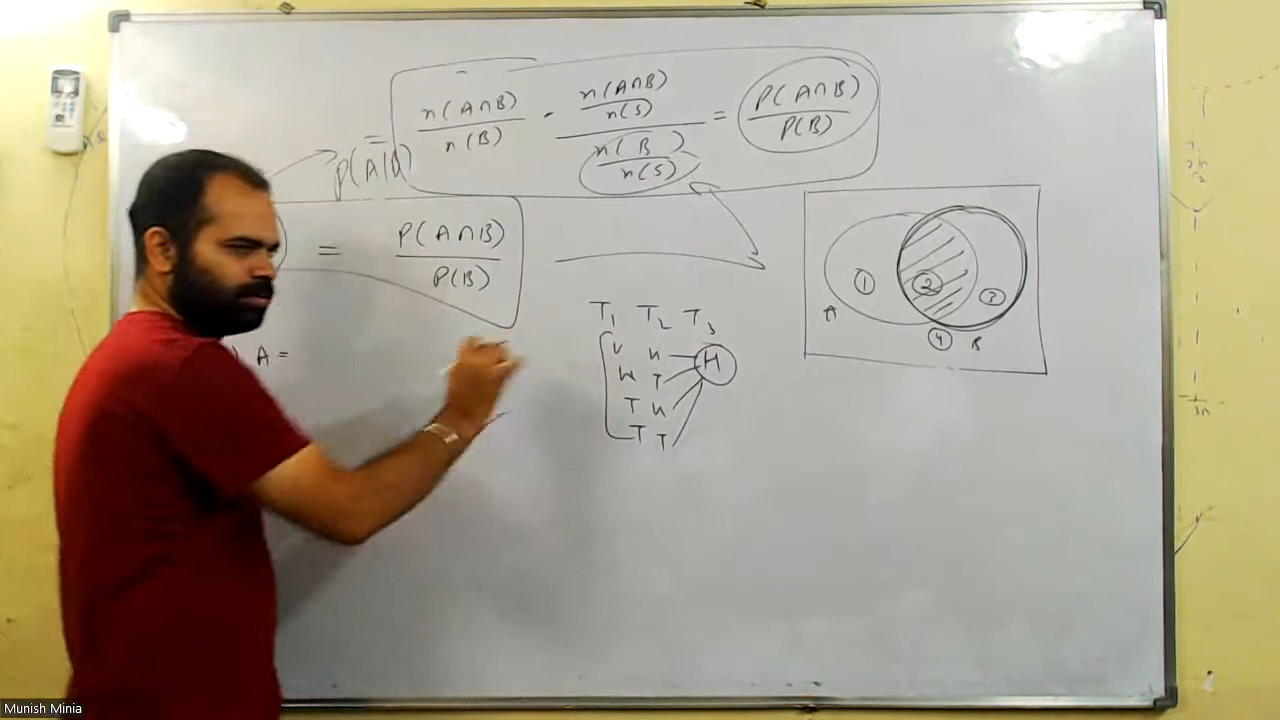 = n(A∩B)/n(B) - (n(A∩B)/n(S))/(n(B)/n(S)) = P(A∩B)/P(B)
P(A|B)
= P(A∩B)/P(B)
A =
T1 T2 T3
H
T
T H
T T
1 2 3
A 4 B
Munish Minia